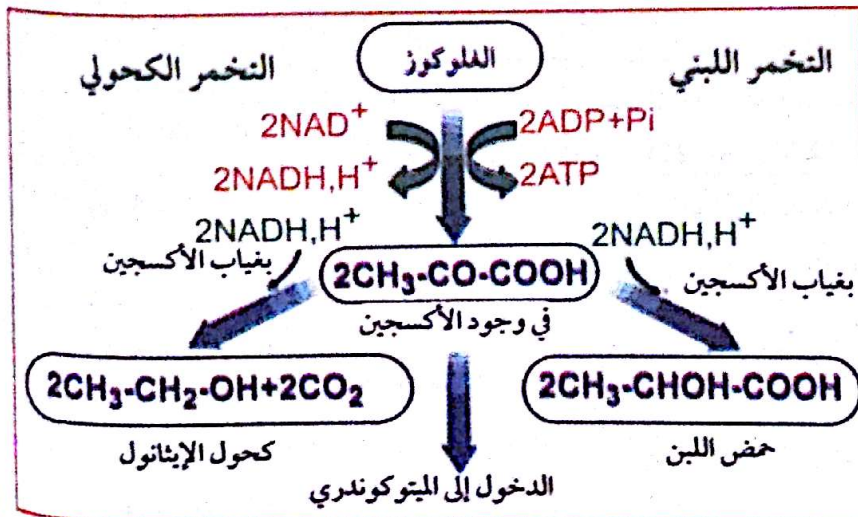 التخمر اللبني
الغلوكوز
التخمر الكحولي
2NAD⁺
2ADP+Pi
2NADH,H⁺
2ATP
2NADH,H⁺
2NADH,H⁺
بغياب الأكسجين
بغياب الأكسجين
2CH₃-CO-COOH
في وجود الأكسجين
2CH₃-CHOH-COOH
2CH₃-CH₂-OH+2CO₂
حمض اللبن
كحول الإيثانول
الدخول إلى الميتوكوندري